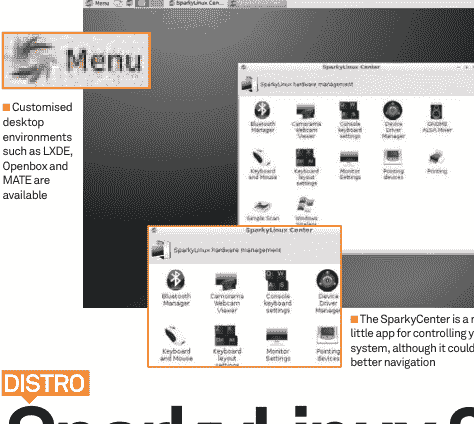 Menu
SparkyLinux Cen...
Menu
SparkyLinux Center
SparkyLinux hardware management
Customised
desktop
environments
such as LXDE,
Openbox and
MATE are
available
Bluetooth Manager
Camorama Webcam Viewer
Console keyboard settings
Device Driver Manager
GNOME ALSA Mixer
Keyboard and Mouse
Keyboard layout settings
Monitor Settings
Pointing devices
Printing
Simple Scan
Windows
SparkyLinux Center
SparkyLinux hardware management
Bluetooth Manager
Camorama Webcam Viewer
Console keyboard settings
Device Driver Manager
Keyboard and Mouse
Keyboard layout settings
Monitor Settings
Pointing devices
The SparkyCenter is a
little app for controlling
system, although it could
better navigation
DISTRO